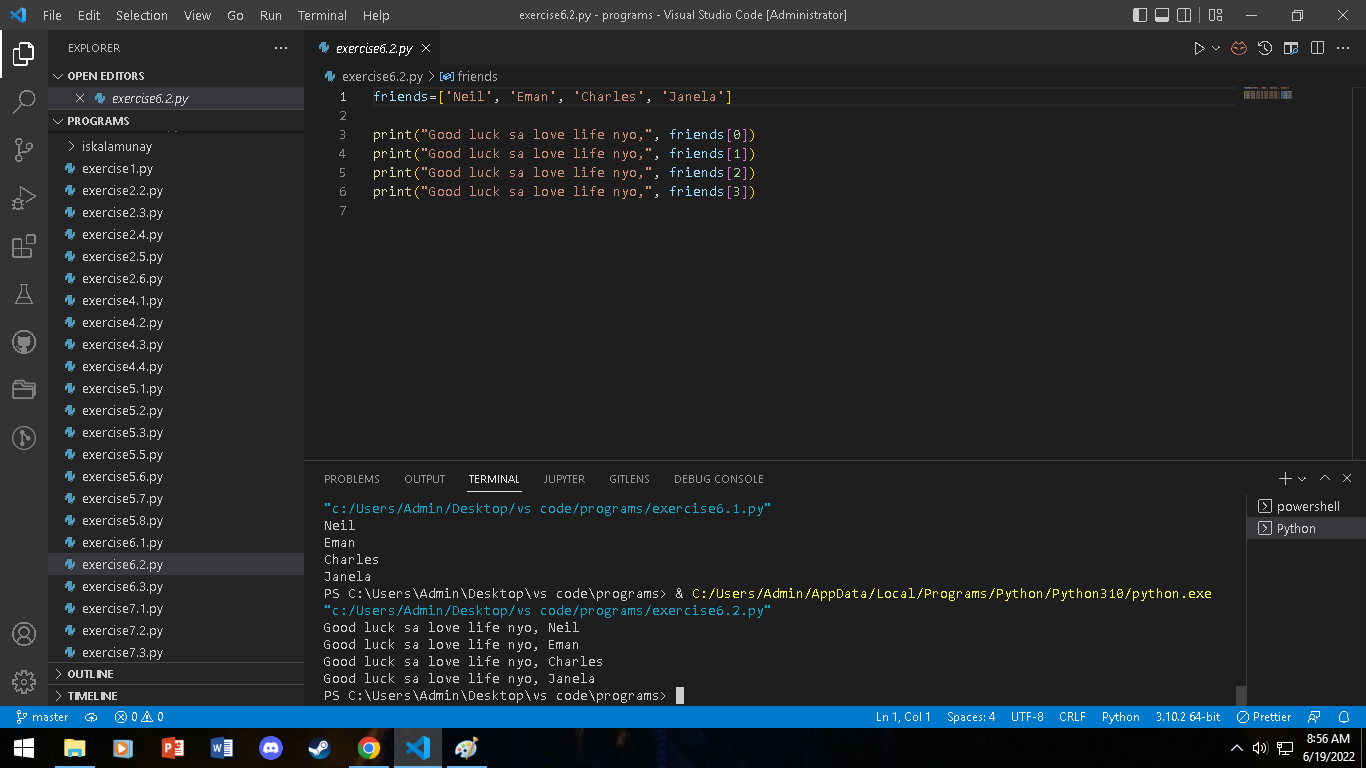 File Edit Selection View Go Run Terminal Help exercise6.2.py - programs - Visual Studio Code [Administrator]
EXPLORER
OPEN EDITORS
exercise6.2.py
PROGRAMS
iskalamunay
exercise1.py
exercise2.2.py
exercise2.3.py
exercise2.4.py
exercise2.5.py
exercise2.6.py
exercise4.1.py
exercise4.2.py
exercise4.3.py
exercise4.4.py
exercise5.1.py
exercise5.2.py
exercise5.3.py
exercise5.5.py
exercise5.6.py
exercise5.7.py
exercise5.8.py
exercise6.1.py
exercise6.2.py
exercise6.3.py
exercise7.1.py
exercise7.2.py
exercise7.3.py
OUTLINE
TIMELINE
exercise6.2.py
exercise6.2.py > friends
1 friends=['Neil', 'Eman', 'Charles', 'Janela']
2
3 print("Good luck sa love life nyo,", friends[0])
4 print("Good luck sa love life nyo,", friends[1])
5 print("Good luck sa love life nyo,", friends[2])
6 print("Good luck sa love life nyo,", friends[3])
7
PROBLEMS OUTPUT TERMINAL JUPYTER GITLENS DEBUG CONSOLE
"c:/Users/Admin/Desktop/vs code/programs/exercise6.1.py"
Neil
Eman
Charles
Janela
PS C:\Users\Admin\Desktop\vs code\programs> & C:/Users/Admin/AppData/Local/Programs/Python/Python310/python.exe
"c:/Users/Admin/Desktop/vs code/programs/exercise6.2.py"
Good luck sa love life nyo, Neil
Good luck sa love life nyo, Eman
Good luck sa love life nyo, Charles
Good luck sa love life nyo, Janela
PS C:\Users\Admin\Desktop\vs code\programs>
powershell
Python
master 0 0 Ln 1, Col 1 Spaces: 4 UTF-8 CRLF Python 3.10.2 64-bit Prettier
8:56 AM
6/19/2022